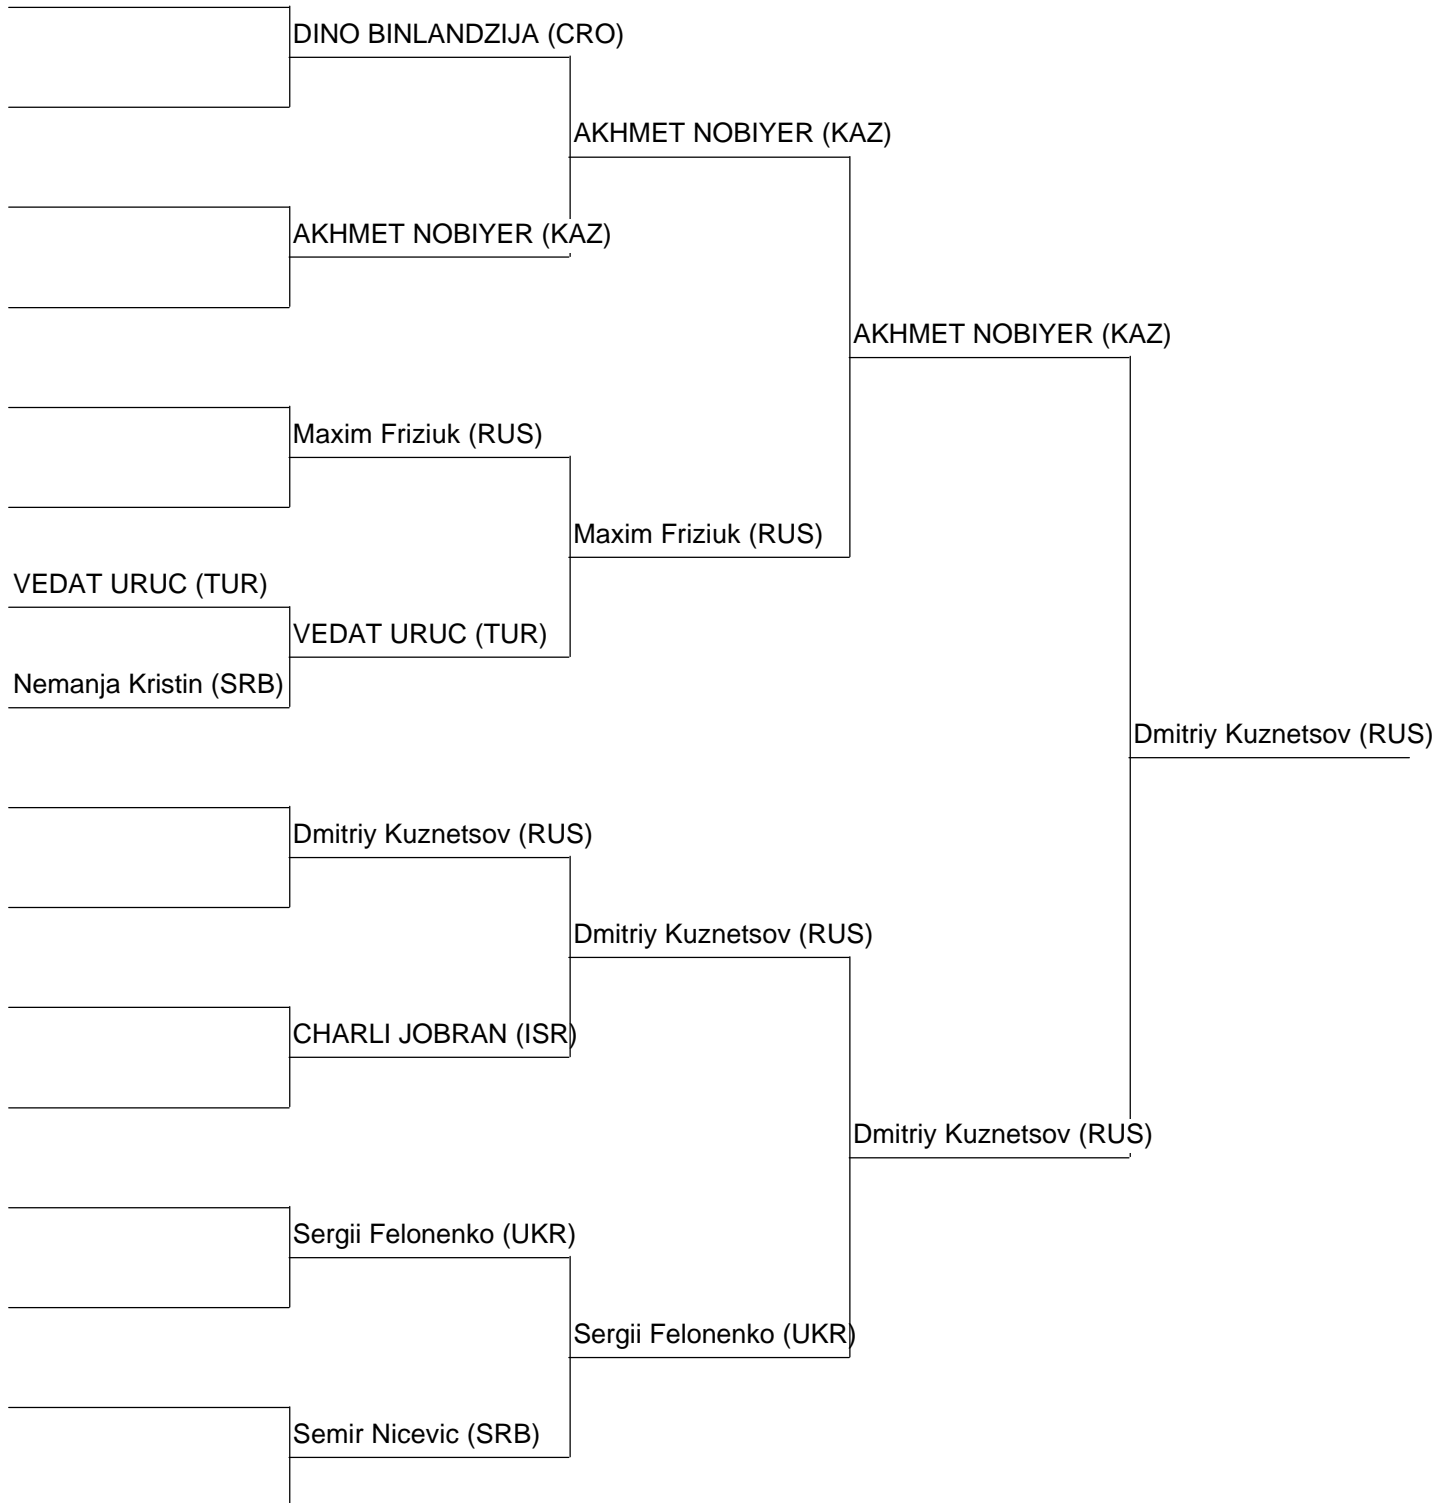 DINO BINLANDZIJA (CRO)
AKHMET NOBIYER (KAZ)
AKHMET NOBIYER (KAZ)
AKHMET NOBIYER (KAZ)
Maxim Friziuk (RUS)
Maxim Friziuk (RUS)
VEDAT URUC (TUR)
VEDAT URUC (TUR)
Nemanja Kristin (SRB)
Dmitriy Kuznetsov (RUS)
Dmitriy Kuznetsov (RUS)
Dmitriy Kuznetsov (RUS)
CHARLI JOBRAN (ISR)
Dmitriy Kuznetsov (RUS)
Sergii Felonenko (UKR)
Sergii Felonenko (UKR)
Semir Nicevic (SRB)